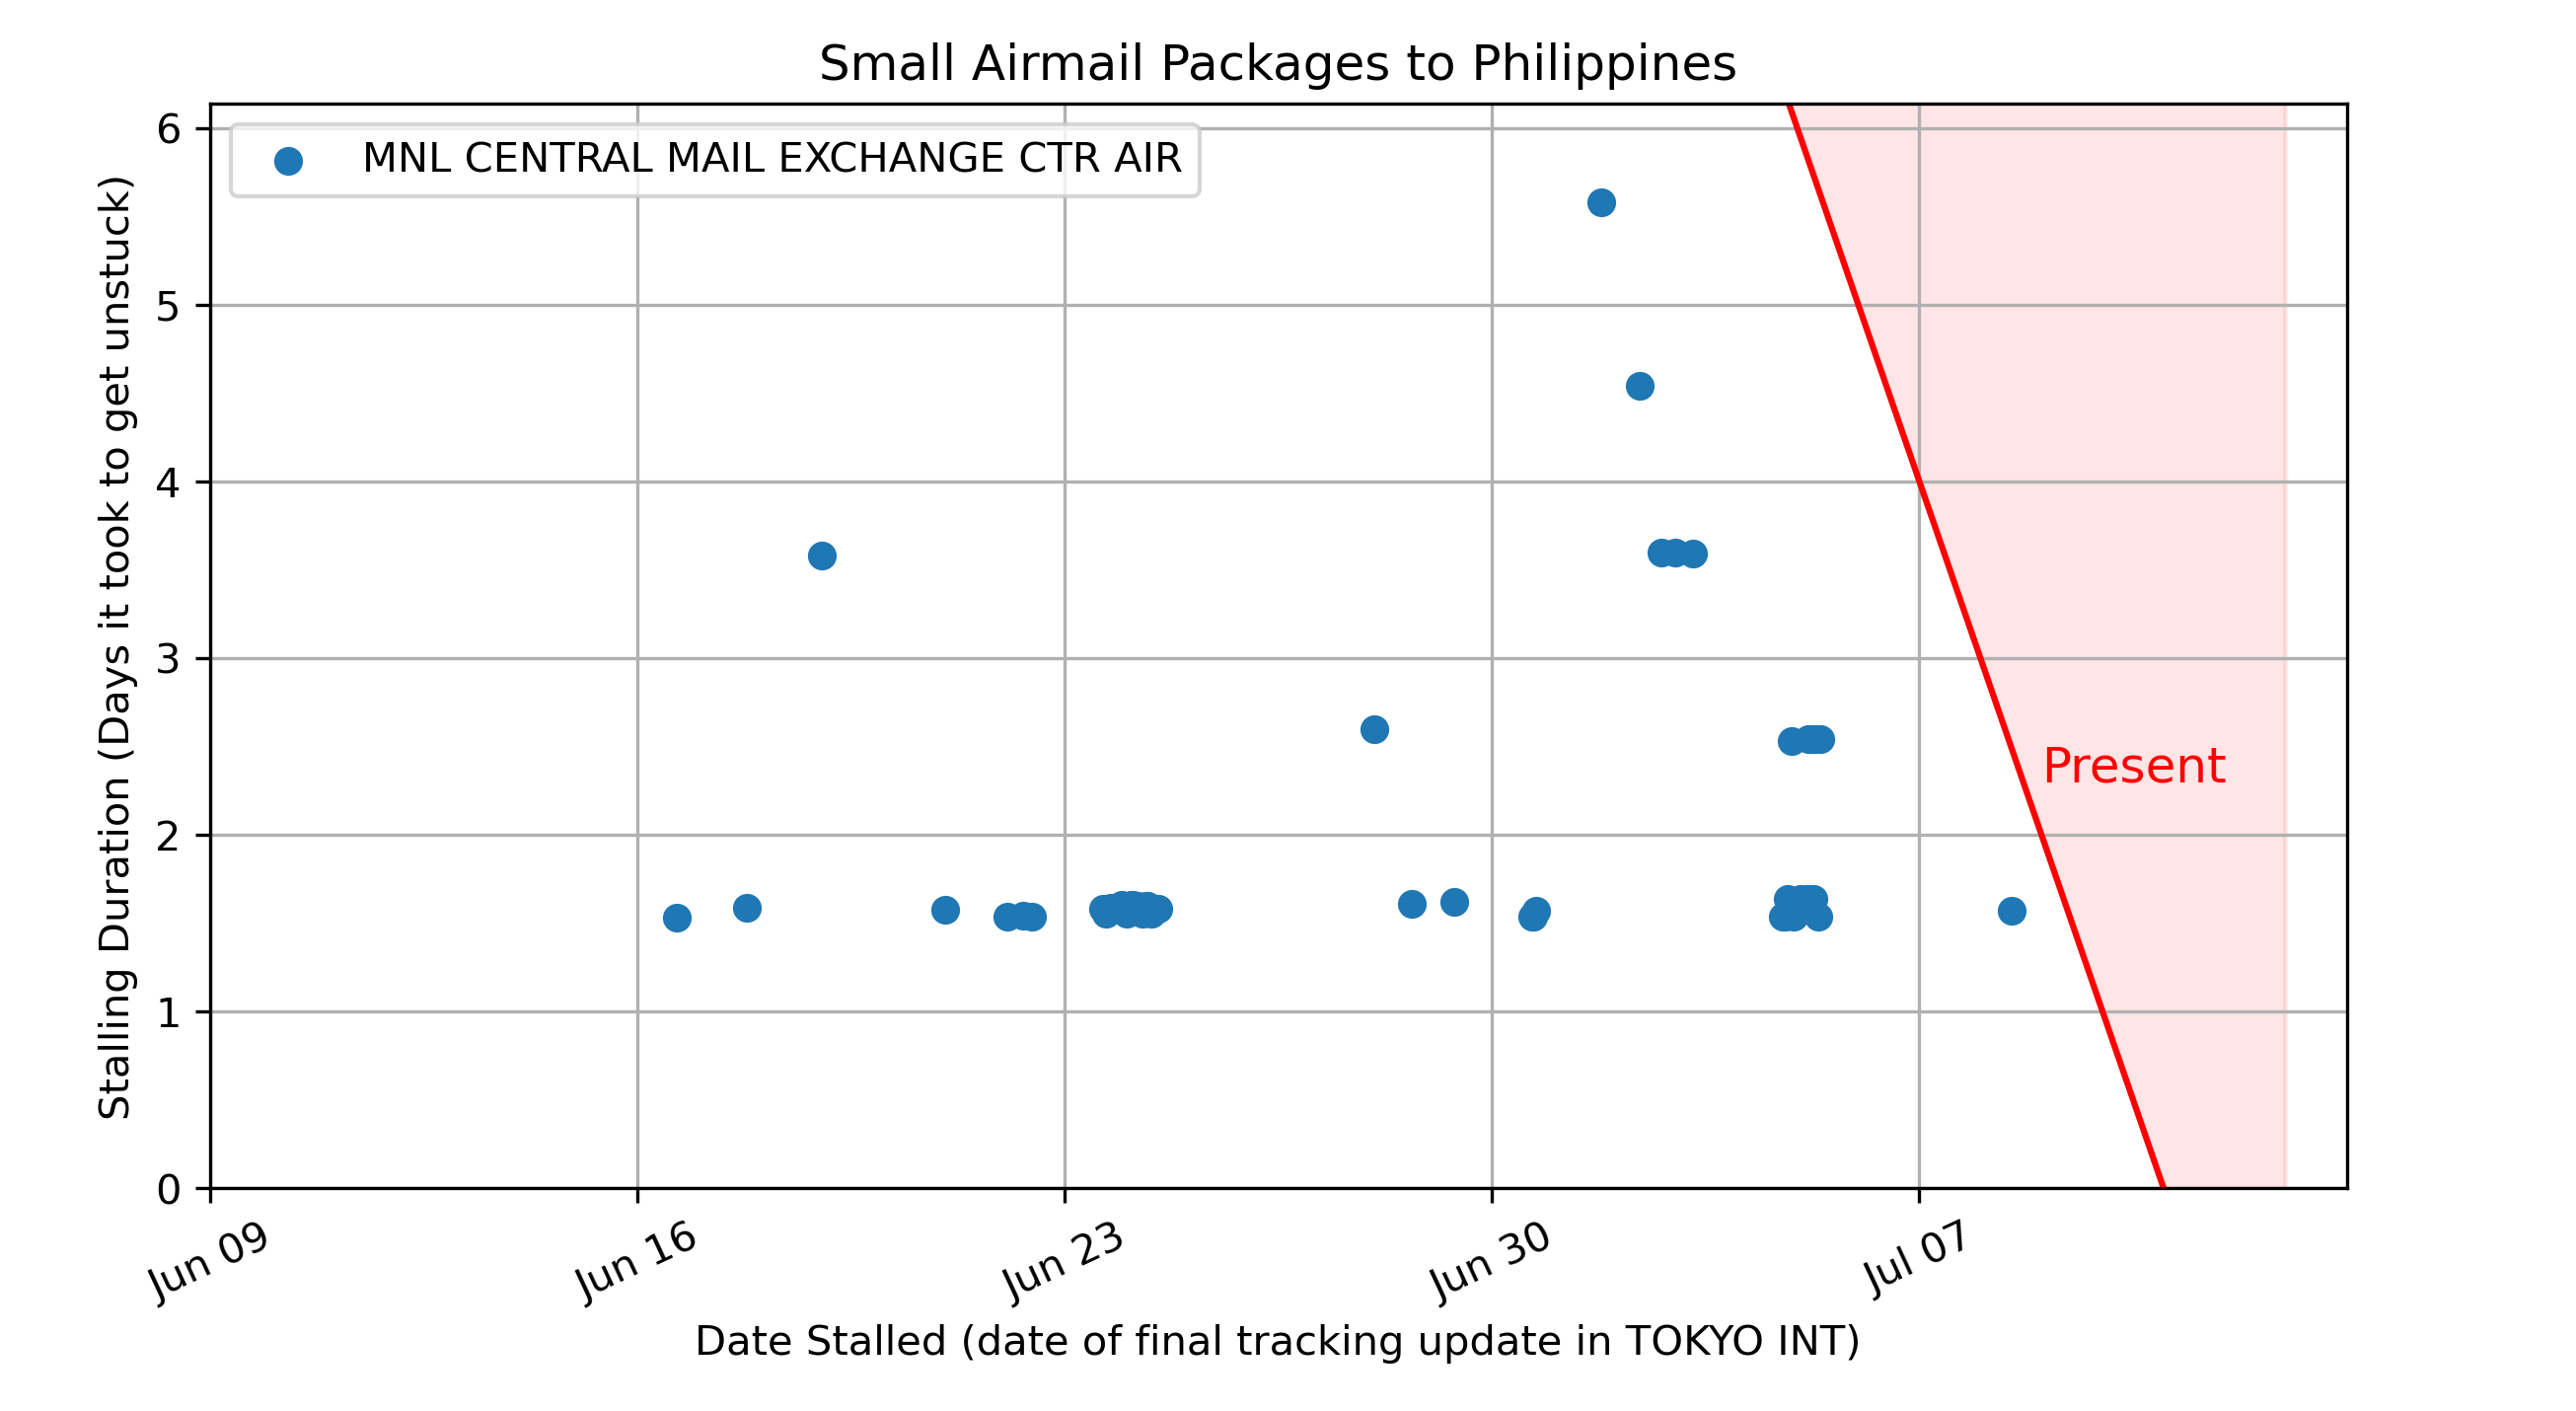 Small Airmail Packages to Philippines
MNL CENTRAL MAIL EXCHANGE CTR AIR
Stalling Duration (Days it took to get unstuck)
6
5
4
3
2
1
0
Present
Jun 09
Jun 16
Jun 23
Jun 30
Jul 07
Date Stalled (date of final tracking update in TOKYO INT)